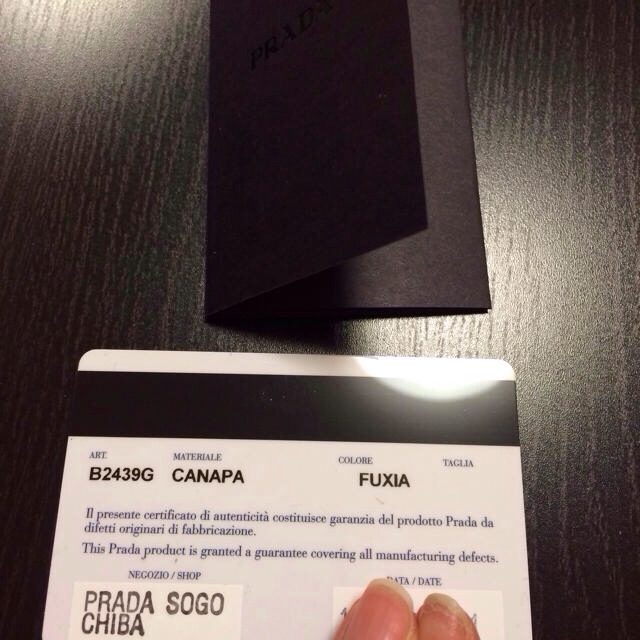 PRADA
ART. MATERIALE COLORE TAGLIA
B2439G CANAPA FUXIA
Il presente certificato di autenticità costituisce garanzia del prodotto Prada da
difetti originari di fabbricazione.
This Prada product is granted a guarantee covering all manufacturing defects.
NEGOZIO / SHOP DATA / DATE
PRADA SOGO
CHIBA